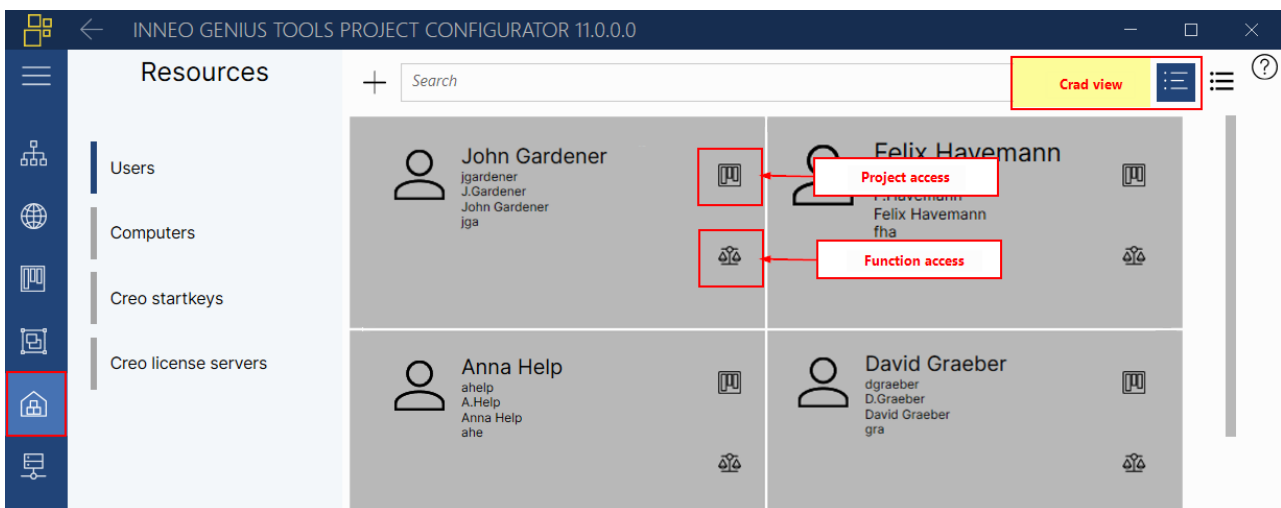 INNEO GENIUS TOOLS PROJECT CONFIGURATOR 11.0.0.0
Resources
Search
Crad view
?
Users
Computers
Creo startkeys
Creo license servers
John Gardener
jgardener
J.Gardener
John Gardener
jga
Project access
Function access
Felix Havemann
Felix Havemann
fha
Anna Help
ahelp
A.Help
Anna Help
ahe
David Graeber
dgraeber
D.Graeber
David Graeber
gra